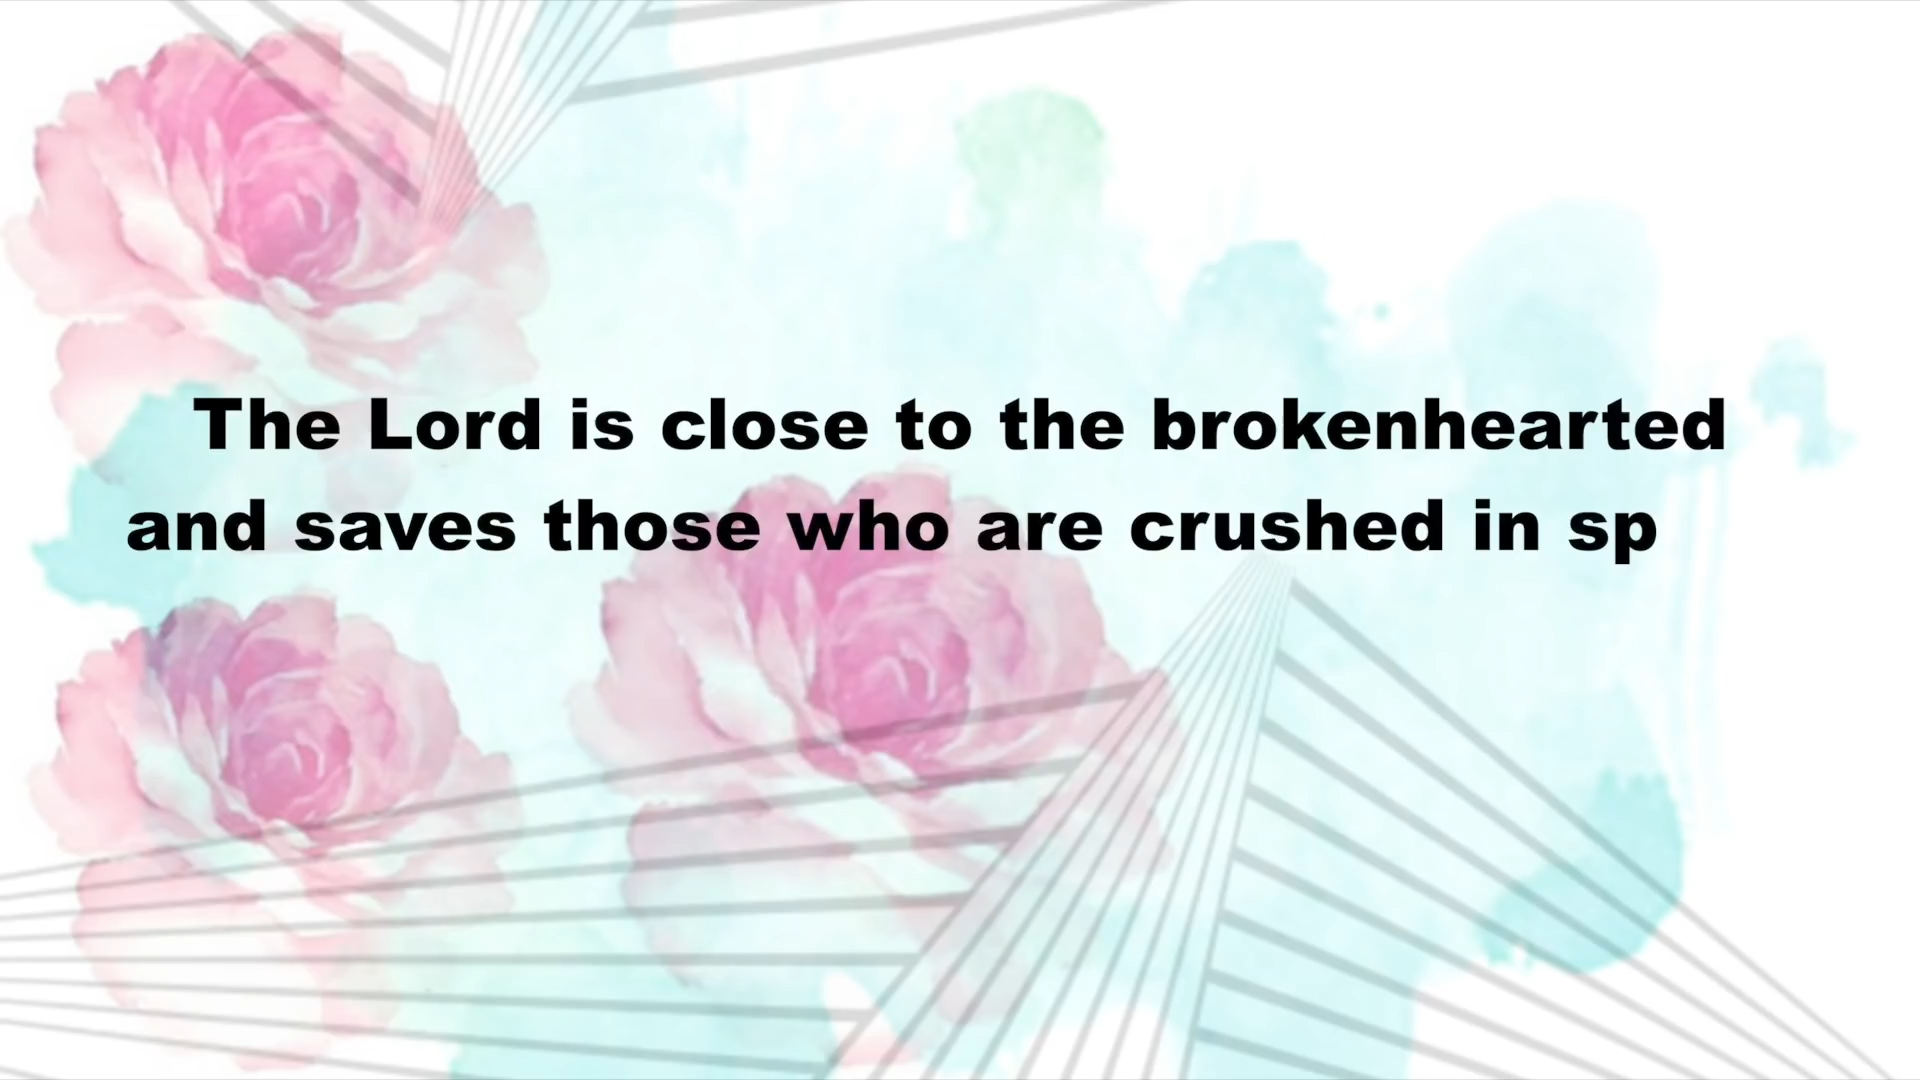 The Lord is close to the brokenhearted
and saves those who are crushed in sp